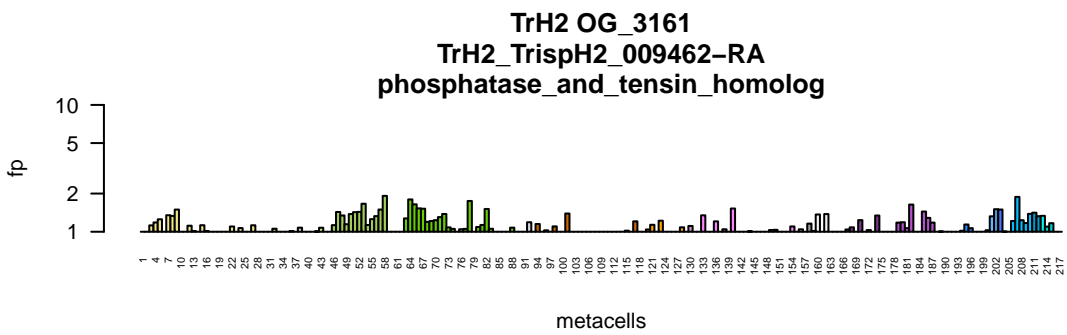 TrH2 OG_3161
TrH2_TrispH2_009462−RA
phosphatase_and_tensin_homolog
10
5
2
1
fp
1 4 7 10 13 16 19 22 25 28 31 34 37 40 43 46 49 52 55 58 61 64 67 70 73 76 79 82 85 88 91 94 97 100 103 106 109 112 115 118 121 124 127 130 133 136 139 142 145 148 151 154 157 160 163 166 169 172 175 178 181 184 187 190 193 196 199 202 205 208 211 214 217
metacells